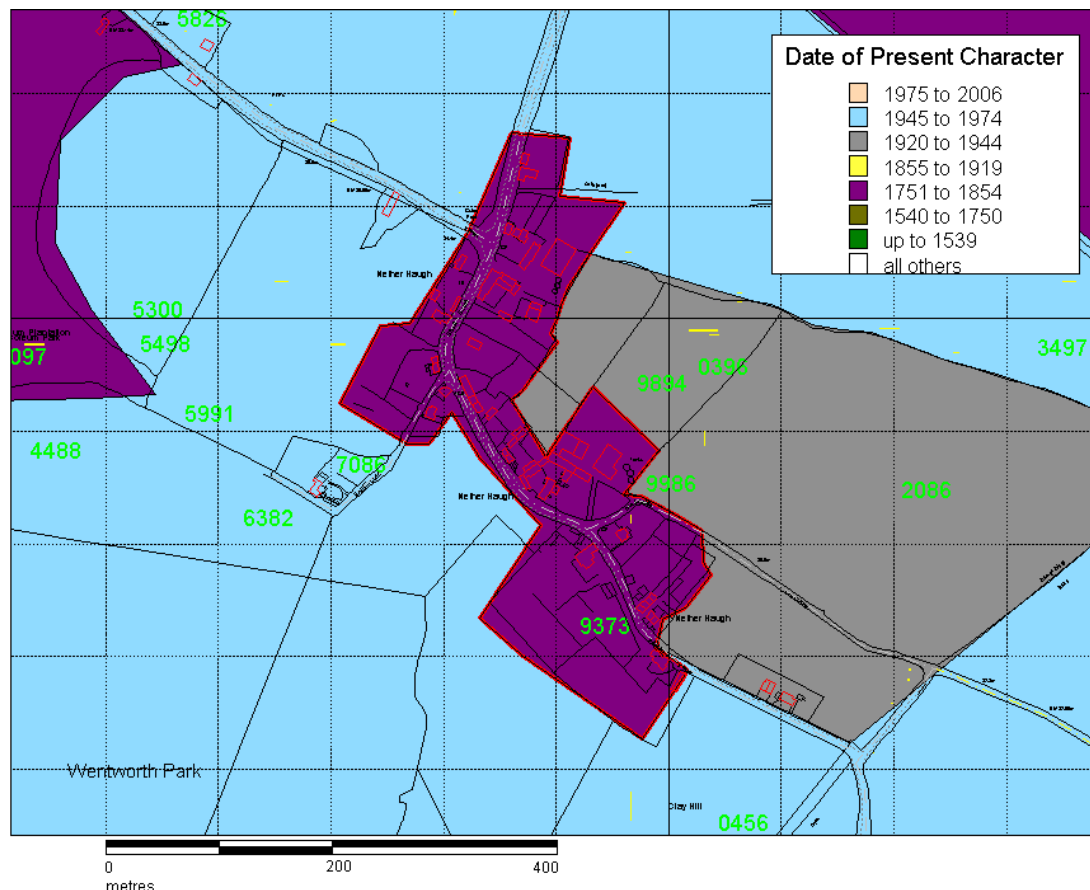 5826
Date of Present Character
1975 to 2006
1945 to 1974
1920 to 1944
1855 to 1919
1751 to 1854
1540 to 1750
up to 1539
all others
Nether Haugh
5300
5498
097
3497
9894
0396
5991
4488
7086
9986
2086
Nether Haugh
6382
9373
Nether Haugh
Wentworth Park
Clay Hill
0456
0
200
400
metres